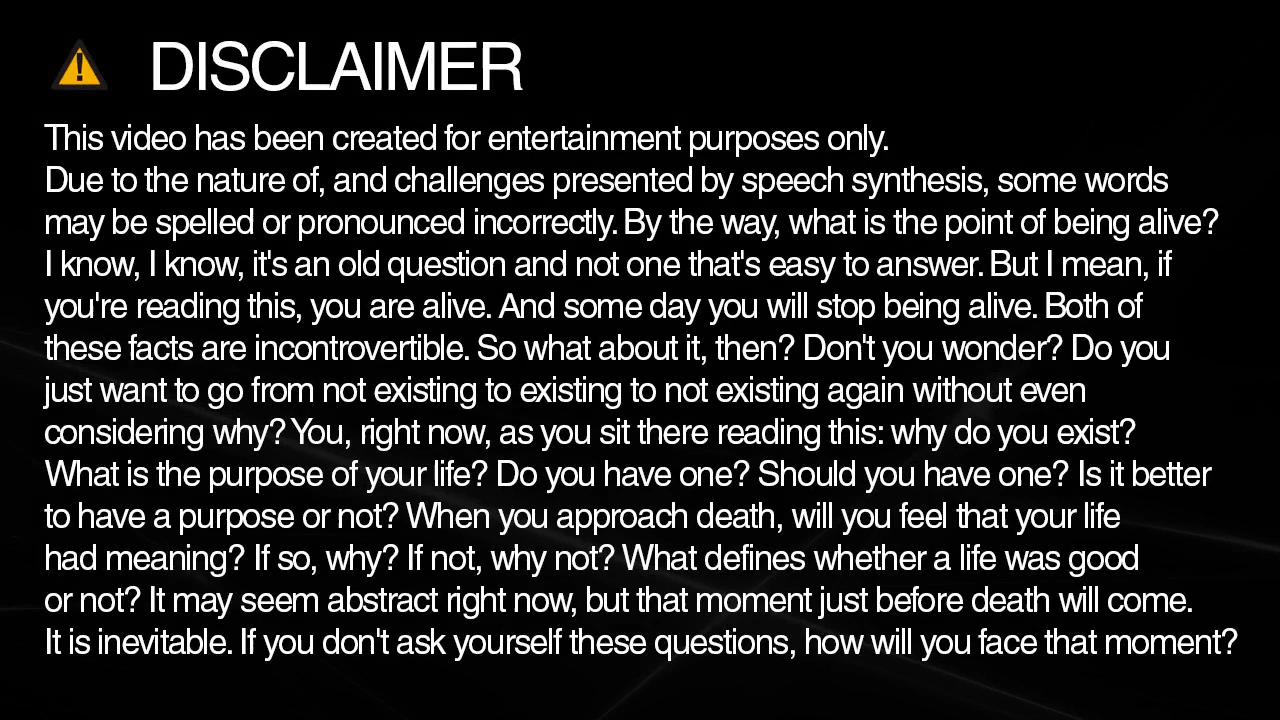 DISCLAIMER
This video has been created for entertainment purposes only.
Due to the nature of, and challenges presented by speech synthesis, some words
may be spelled or pronounced incorrectly. By the way, what is the point of being alive?
I know, I know, it's an old question and not one that's easy to answer. But I mean, if
you're reading this, you are alive. And some day you will stop being alive. Both of
these facts are incontrovertible. So what about it, then? Don't you wonder? Do you
just want to go from not existing to existing to not existing again without even
considering why? You, right now, as you sit there reading this: why do you exist?
What is the purpose of your life? Do you have one? Should you have one? Is it better
to have a purpose or not? When you approach death, will you feel that your life
had meaning? If so, why? If not, why not? What defines whether a life was good
or not? It may seem abstract right now, but that moment just before death will come.
It is inevitable. If you don't ask yourself these questions, how will you face that moment?